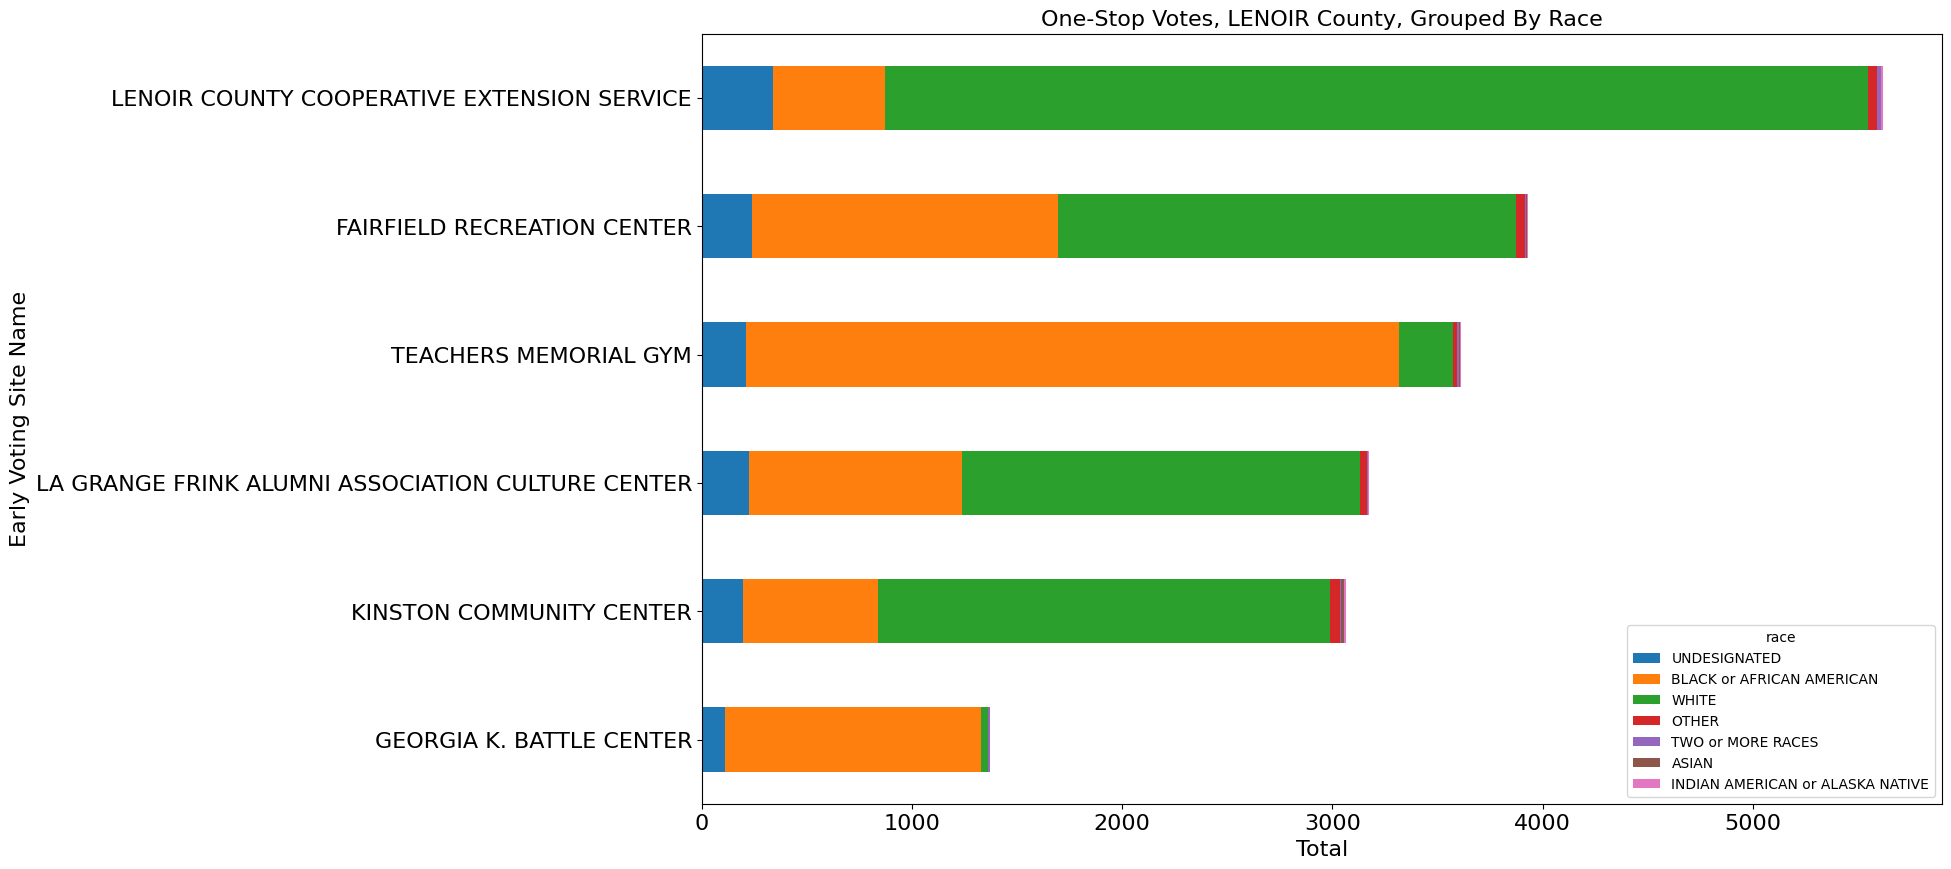 One-Stop Votes, LENOIR County, Grouped By Race
Early Voting Site Name
LENOIR COUNTY COOPERATIVE EXTENSION SERVICE
FAIRFIELD RECREATION CENTER
TEACHERS MEMORIAL GYM
LA GRANGE FRINK ALUMNI ASSOCIATION CULTURE CENTER
KINSTON COMMUNITY CENTER
GEORGIA K. BATTLE CENTER
race
UNDESIGNATED
BLACK or AFRICAN AMERICAN
WHITE
OTHER
TWO or MORE RACES
ASIAN
INDIAN AMERICAN or ALASKA NATIVE
0 1000 2000 3000 4000 5000
Total